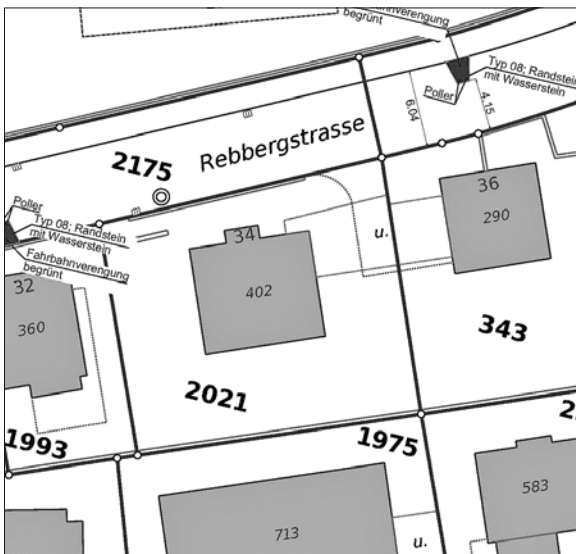 begrünt
Typ 08; Randstein
mit Wasserstein
Poller
6.04
4.15
Rebbergstrasse
2175
36
290
u.
Poller
Typ 08; Randstein
mit Wasserstein
Fahrbahnverengung
begrünt
34
402
32
360
343
2021
1993
1975
583
713
u.